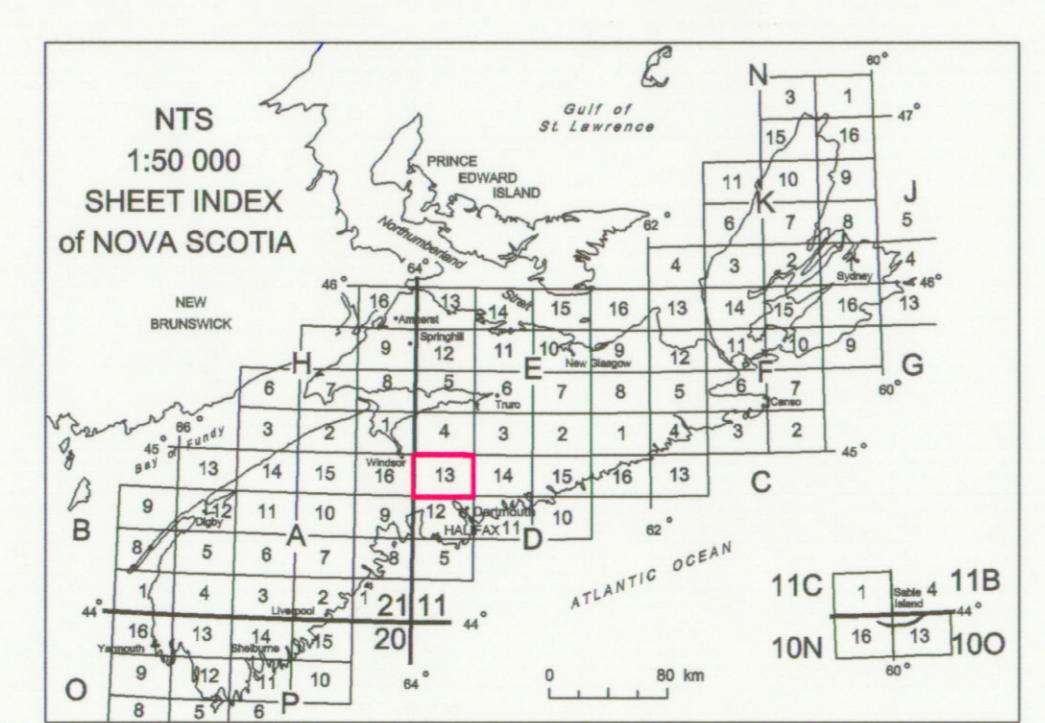 NTS
1:50 000
SHEET INDEX
of NOVA SCOTIA
Gulf of
St. Lawrence
PRINCE
EDWARD
ISLAND
Northumberland
Strait
NEW
BRUNSWICK
N
60°
3 1
47°
15 16
11 10 9
K
J
6 7 8 5
62°
4 3 2 1 4
Sydney
64°
46° 46°
16 13 14 15 16 13 14 15 16 13
Amherst
Springhill
9 12 11 10 9 12 11 10 9
New Glasgow
H E F G
6 7 8 5 6 7 8 5 6 7
Truro
Canso
60°
66°
Bay of Fundy
3 2 1 4 3 2 1 4 3 2
45° 45°
Windsor
13 14 15 16 13 14 15 16 13
C
B
9 12 11 10 9 12 11 10
Digby
Dartmouth
HALIFAX
A D
62°
8 5 6 7 8 5
ATLANTIC OCEAN
1 4 3 2 1
Liverpool
21 11
44° 44°
20
16 13 14 15
Yarmouth
Shelburne
9 12 11 10
64°
O P
8 5 6
0 80 km
11C 1 Sable
Island 4 11B
44°
10N 16 13 10O
60°